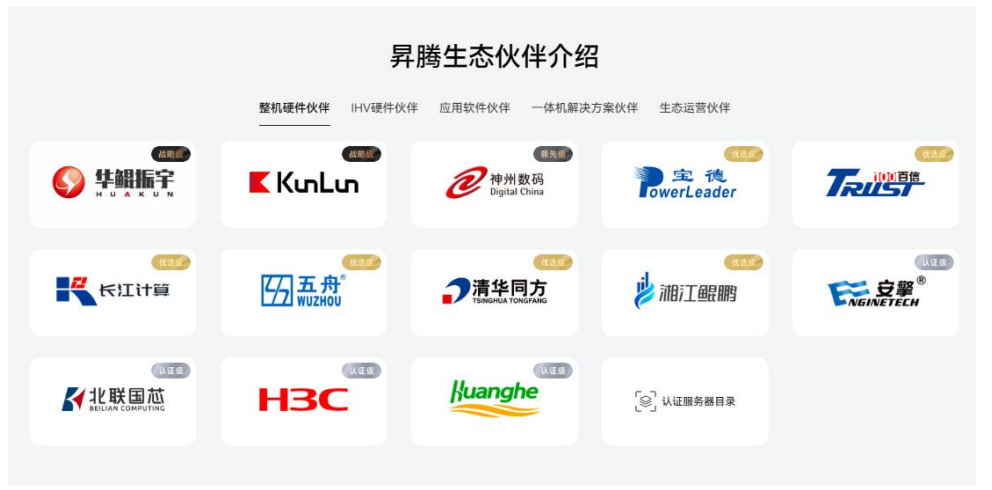 昇腾生态伙伴介绍
整机硬件伙伴 IHV硬件伙伴 应用软件伙伴 一体机解决方案伙伴 生态运营伙伴
战略级
华鲲振宇
HUAKUN
战略级
KunLun
领先级
神州数码
Digital China
优选级
宝德
PowerLeader
优选级
100百信
TRUST
优选级
长江计算
优选级
五舟®
WUZHOU
优选级
清华同方
TSINGHUA TONGFANG
优选级
湘江鲲鹏
认证级
安擎®
ENGINETECH
认证级
北联国芯
BEILIAN COMPUTING
认证级
H3C
认证级
Huanghe
认证服务器目录